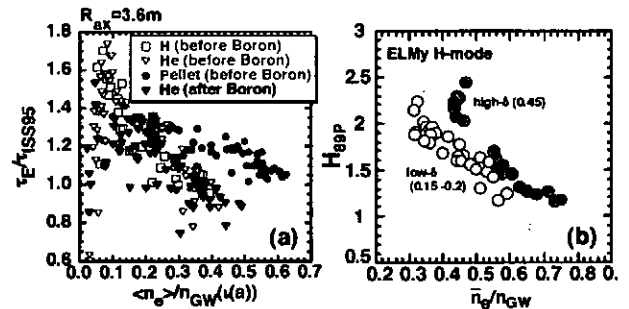 R_ax=3.6m
□ H (before Boron)
▽ He (before Boron)
● Pellet (before Boron)
▼ He (after Boron)
τ_E/τ_ISS95
1.8
1.6
1.4
1.2
1.0
0.8
0.6
(a)
0.0 0.1 0.2 0.3 0.4 0.5 0.6 0.7
<n_e>/n_GW(ι(a))
ELMy H-mode
high-δ (0.45)
low-δ
(0.15 -0.2)
H_89P
3
2.5
2
1.5
1
0.5
(b)
0.2 0.3 0.4 0.5 0.6 0.7 0.8 0.
n̅_e/n_GW